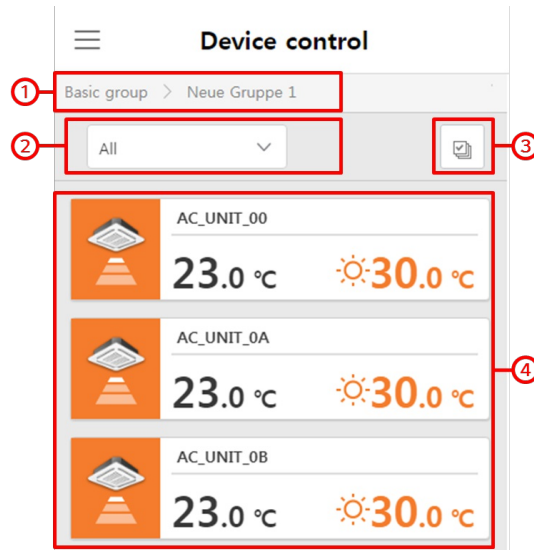 Device control
① Basic group > Neue Gruppe 1
② All ③
AC_UNIT_00
23.0 ℃ 30.0 ℃
AC_UNIT_0A
23.0 ℃ 30.0 ℃
④
AC_UNIT_0B
23.0 ℃ 30.0 ℃